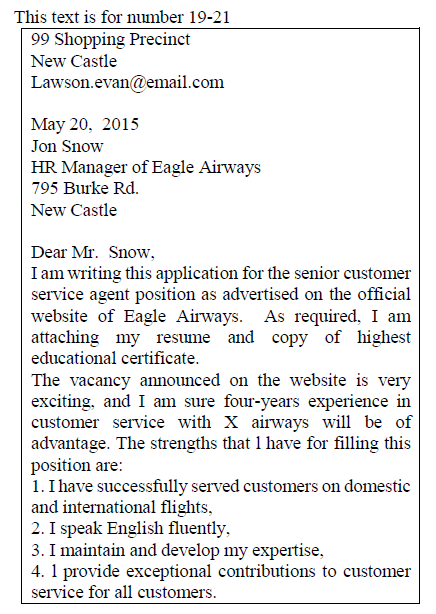 This text is for number 19-21
99 Shopping Precinct
New Castle
Lawson.evan@email.com
May 20,  2015
Jon Snow
HR Manager of Eagle Airways
795 Burke Rd.
New Castle
Dear Mr.  Snow,
I am writing this application for the senior customer
service agent position as advertised on the official
website of Eagle Airways.  As required, I am
attaching my resume and copy of highest
educational certificate.
The vacancy announced on the website is very
exciting, and I am sure four-years experience in
customer service with X airways will be of
advantage. The strengths that l have for filling this
position are:
1. I have successfully served customers on domestic
and international flights,
2. I speak English fluently,
3. I maintain and develop my expertise,
4. l provide exceptional contributions to customer
service for all customers.